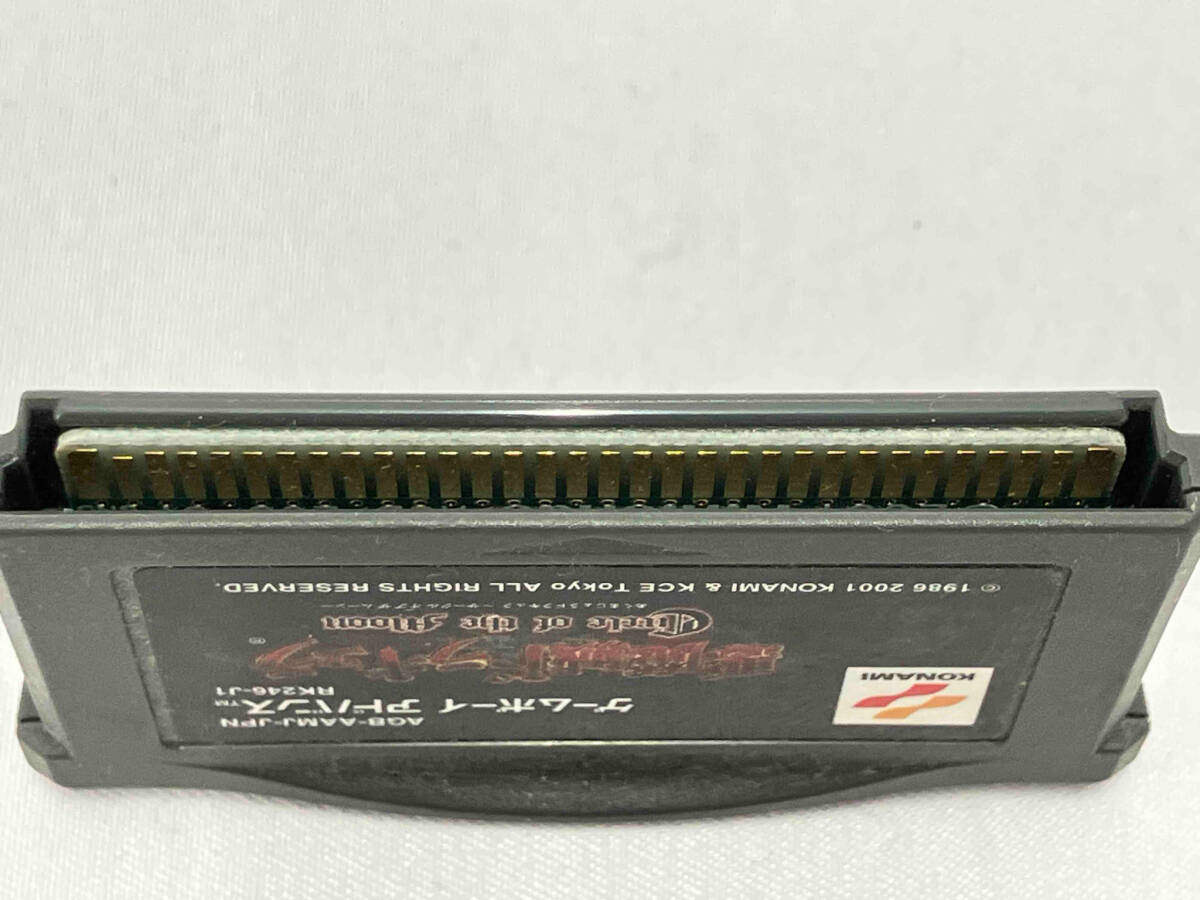 AGB-AAMJ-JPN
ゲームボーイ アドバンス™
RK246-J1
KONAMI
®
Circle of the Moon
© 1986 2001 KONAMI & KCE Tokyo ALL RIGHTS RESERVED.